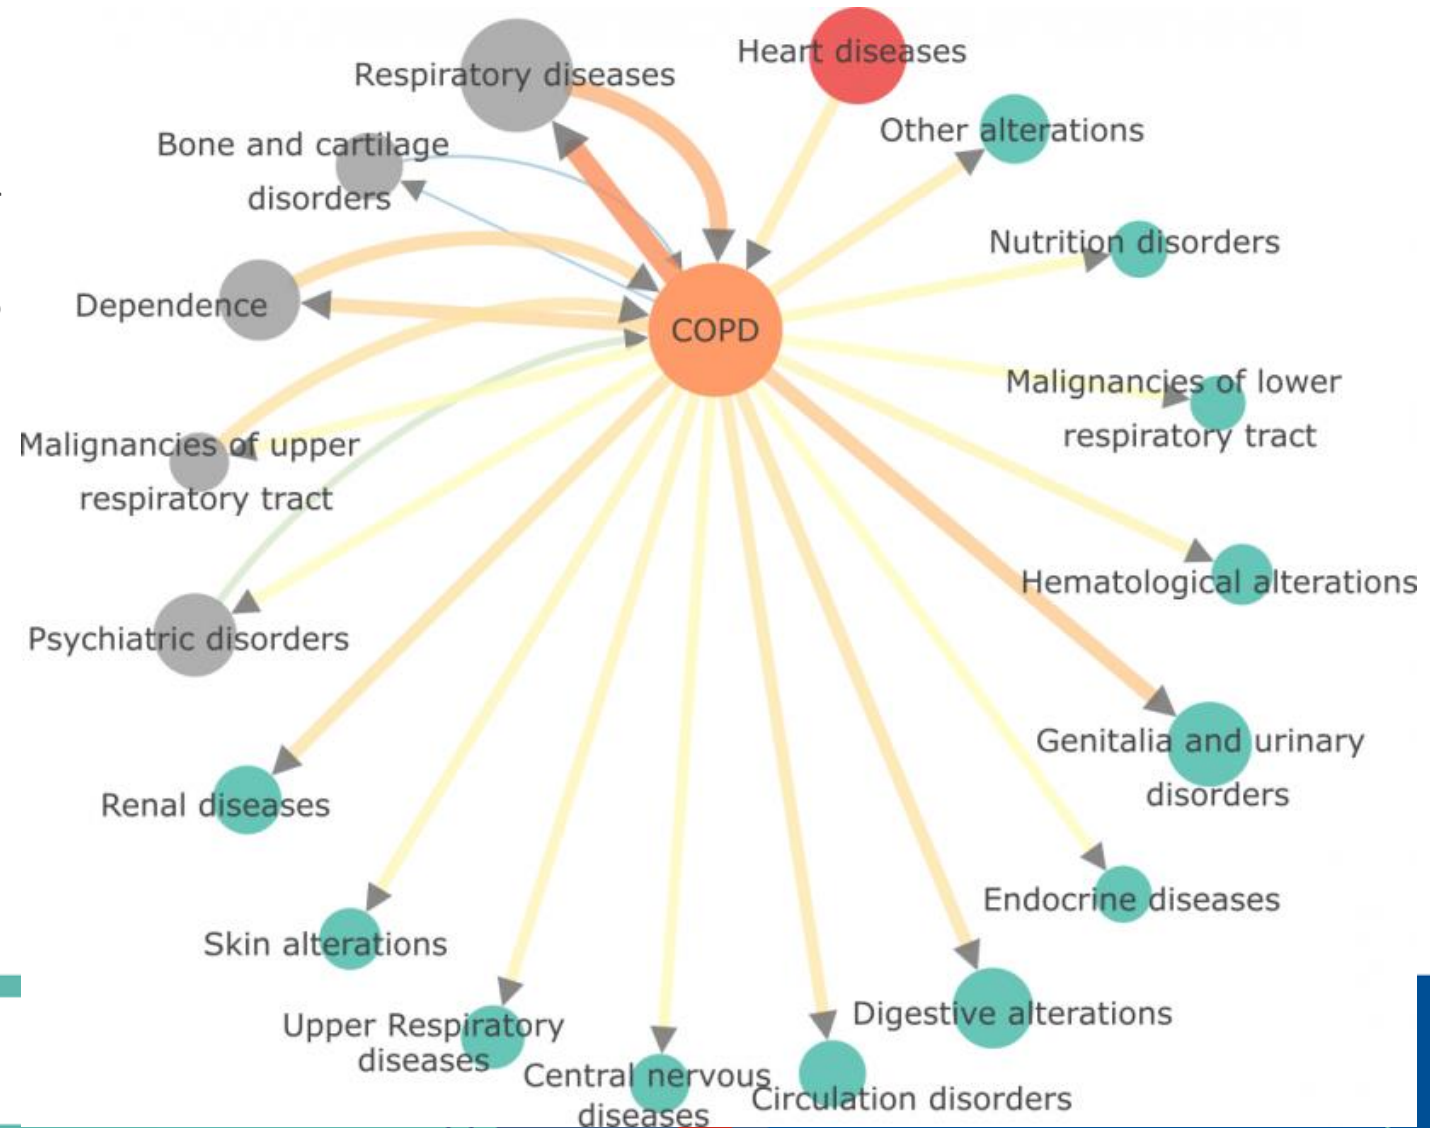 Heart diseases
Respiratory diseases
Other alterations
Bone and cartilage
disorders
Nutrition disorders
Dependence
COPD
Malignancies of lower
respiratory tract
Malignancies of upper
respiratory tract
Hematological alterations
Psychiatric disorders
Genitalia and urinary
disorders
Renal diseases
Endocrine diseases
Skin alterations
Digestive alterations
Upper Respiratory
diseases
Central nervous
diseases
Circulation disorders